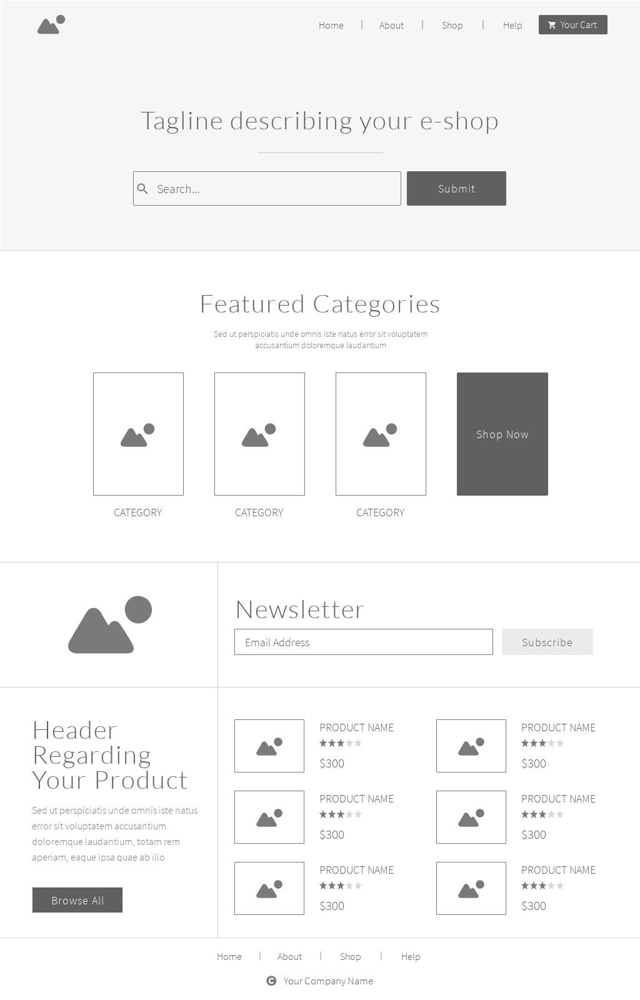 Home | About | Shop | Help Your Cart
Tagline describing your e-shop
Search...
Submit
Featured Categories
Sed ut perspiciatis unde omnis iste natus error sit voluptatem
accusantium doloremque laudantium
Shop Now
CATEGORY CATEGORY CATEGORY
Newsletter
Email Address
Subscribe
Header
Regarding
Your Product
Sed ut perspiciatis unde omnis iste natus
error sit voluptatem accusantium
doloremque laudantium, totam rem
aperiam, eaque ipsa quae ab illo
Browse All
PRODUCT NAME
$300
PRODUCT NAME
$300
PRODUCT NAME
$300
PRODUCT NAME
$300
PRODUCT NAME
$300
PRODUCT NAME
$300
Home | About | Shop | Help
© Your Company Name